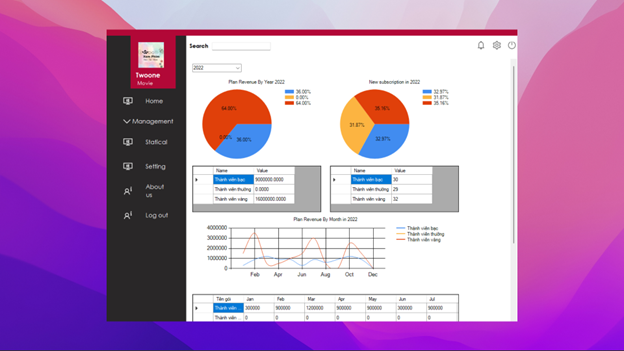 Search
Twoone
Movie
Home
Management
Statical
Setting
About
us
Log out
2022
Plan Revenue By Year 2022
36.00%
0.00%
64.00%
64.00%
0.00%
36.00%
New subscription in 2022
32.97%
31.87%
35.16%
35.16%
31.87%
32.97%
Name Value
Thành viên bạc 9000000.0000
Thành viên thường 0.0000
Thành viên vàng 16000000.0000
Name Value
Thành viên bạc 30
Thành viên thường 29
Thành viên vàng 32
Plan Revenue By Month in 2022
4000000
3000000
2000000
1000000
0
Feb Apr Jun Aug Oct Dec
Thành viên bạc
Thành viên thường
Thành viên vàng
Tên gói Jan Feb Mar Apr May Jun Jul
Thành viên ... 300000 900000 1200000 900000 900000 300000 900000
Thành viên ... 0 0 0 0 0 0 0